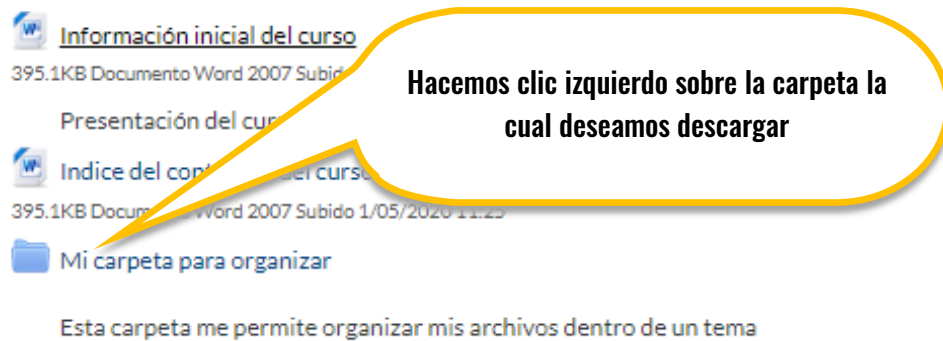 Información inicial del curso
395.1KB Documento Word 2007 Subid
Hacemos clic izquierdo sobre la carpeta la
cual deseamos descargar
Presentación del cur
Indice del con del curs
395.1KB Docum Word 2007 Subido 1/05/2020 11:25
Mi carpeta para organizar
Esta carpeta me permite organizar mis archivos dentro de un tema